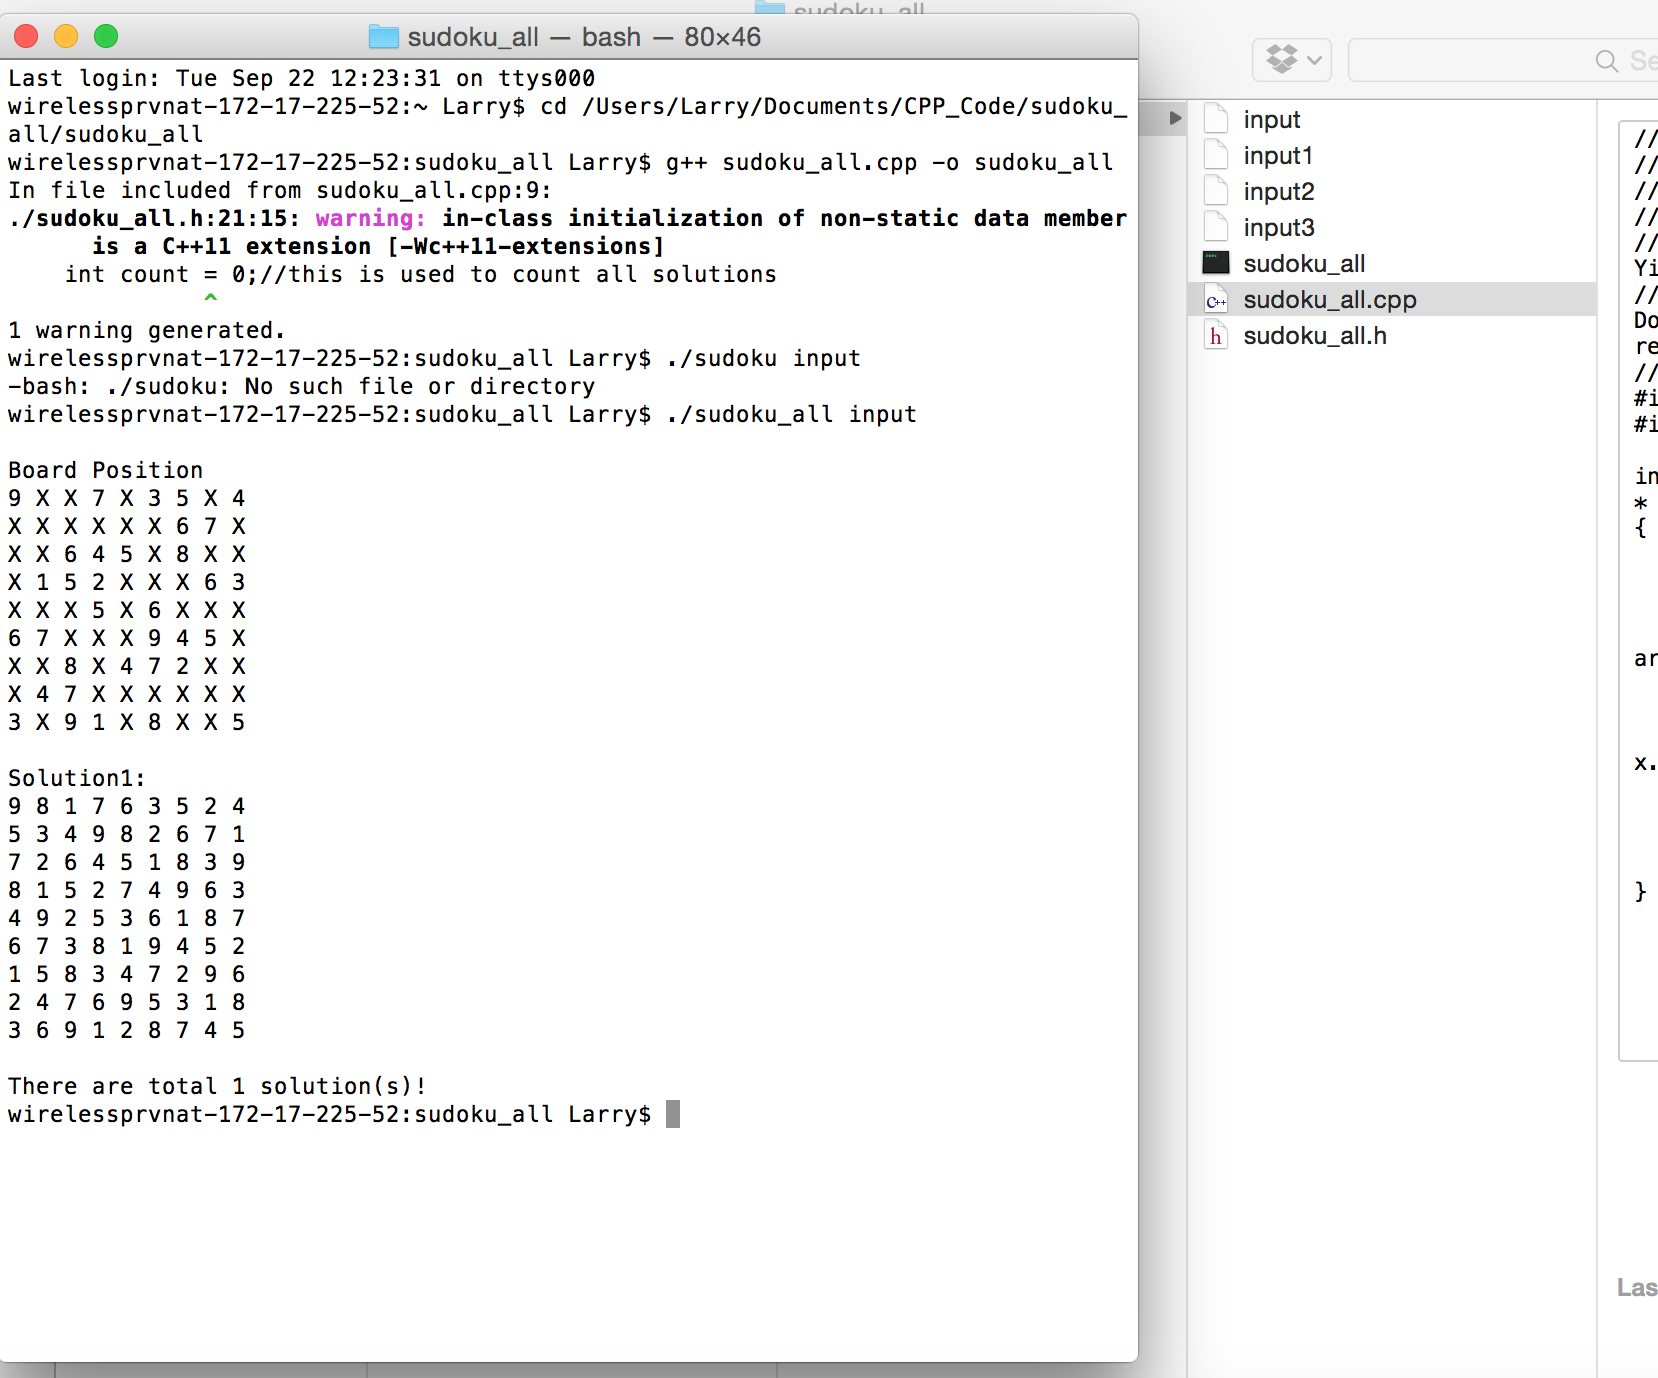 sudoku_all
sudoku_all — bash — 80×46
Last login: Tue Sep 22 12:23:31 on ttys000
wirelessprvnat-172-17-225-52:~ Larry$ cd /Users/Larry/Documents/CPP_Code/sudoku_
all/sudoku_all
wirelessprvnat-172-17-225-52:sudoku_all Larry$ g++ sudoku_all.cpp -o sudoku_all
In file included from sudoku_all.cpp:9:
./sudoku_all.h:21:15: warning: in-class initialization of non-static data member
is a C++11 extension [-Wc++11-extensions]
int count = 0;//this is used to count all solutions
^
1 warning generated.
wirelessprvnat-172-17-225-52:sudoku_all Larry$ ./sudoku input
-bash: ./sudoku: No such file or directory
wirelessprvnat-172-17-225-52:sudoku_all Larry$ ./sudoku_all input
Board Position
9 X X 7 X 3 5 X 4
X X X X X X 6 7 X
X X 6 4 5 X 8 X X
X 1 5 2 X X X 6 3
X X X 5 X 6 X X X
6 7 X X X 9 4 5 X
X X 8 X 4 7 2 X X
X 4 7 X X X X X X
3 X 9 1 X 8 X X 5
Solution1:
9 8 1 7 6 3 5 2 4
5 3 4 9 8 2 6 7 1
7 2 6 4 5 1 8 3 9
8 1 5 2 7 4 9 6 3
4 9 2 5 3 6 1 8 7
6 7 3 8 1 9 4 5 2
1 5 8 3 4 7 2 9 6
2 4 7 6 9 5 3 1 8
3 6 9 1 2 8 7 4 5
There are total 1 solution(s)!
wirelessprvnat-172-17-225-52:sudoku_all Larry$
Se
input
input1
input2
input3
sudoku_all
sudoku_all.cpp
sudoku_all.h
//
//
//
//
//
Yi
//
Do
re
//
#i
#i
in
*
{
ar
x.
}
Las